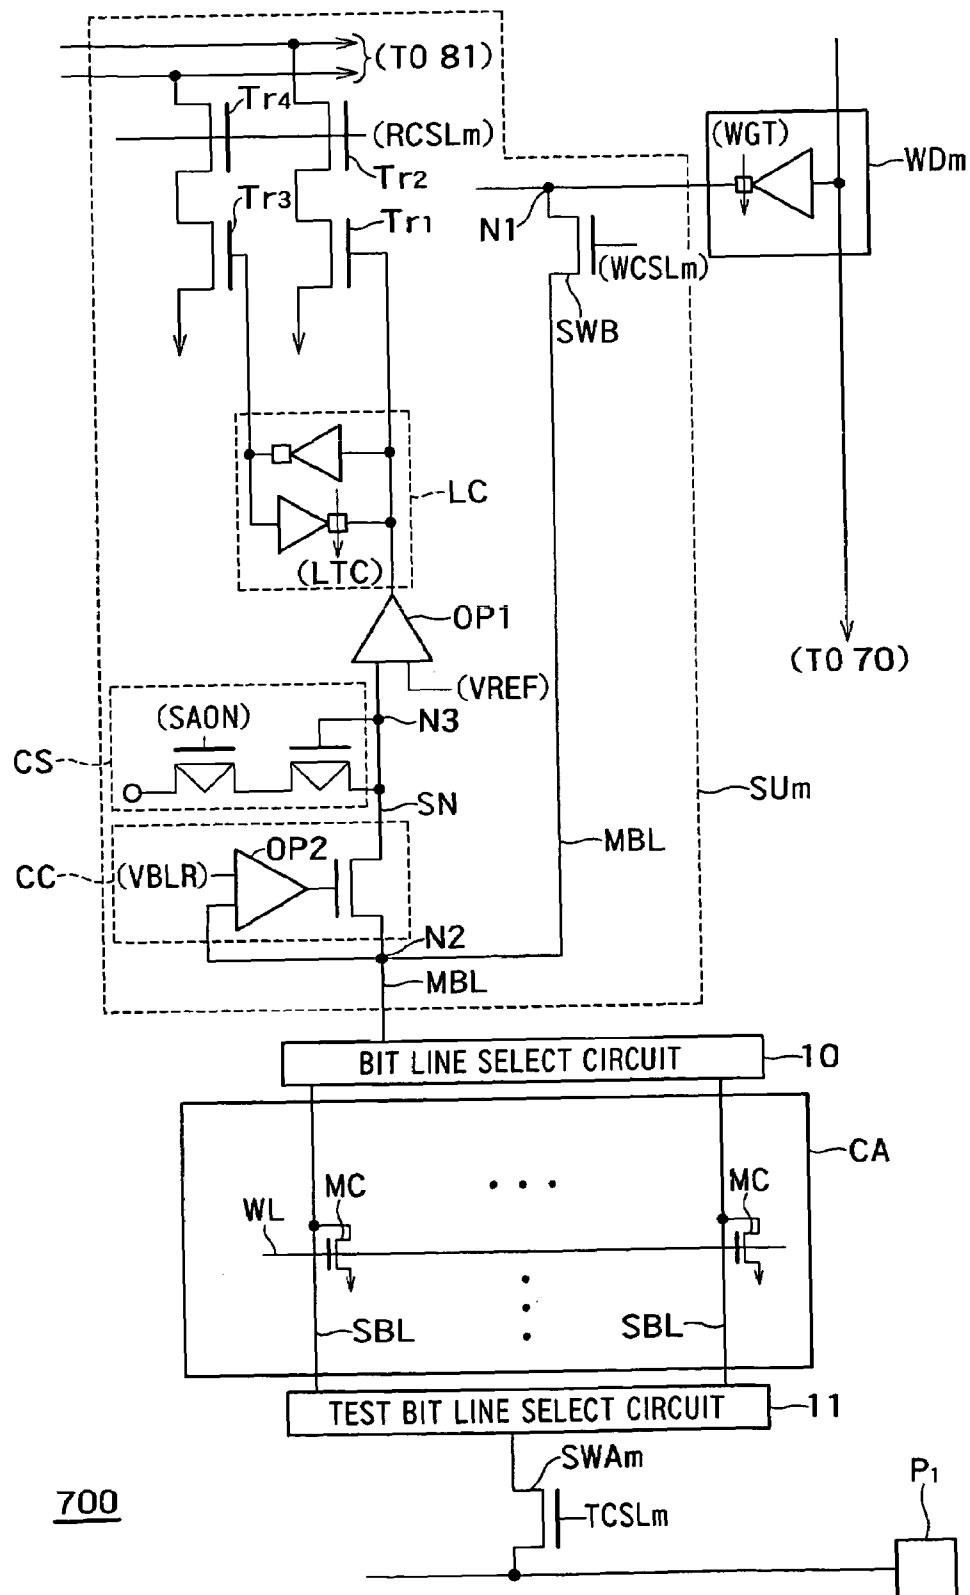 (TO 81)
Tr4
(RCSLm)
Tr2
Tr3
Tr1
(WGT)
WDm
N1
(WCSLm)
SWB
LC
(LTC)
OP1
(TO 70)
(VREF)
(SAON)
N3
CS
SN
SUm
MBL
OP2
CC
(VBLR)
N2
MBL
BIT LINE SELECT CIRCUIT
10
CA
MC
MC
WL
SBL
SBL
TEST BIT LINE SELECT CIRCUIT
11
SWAm
P1
700
TCSLm